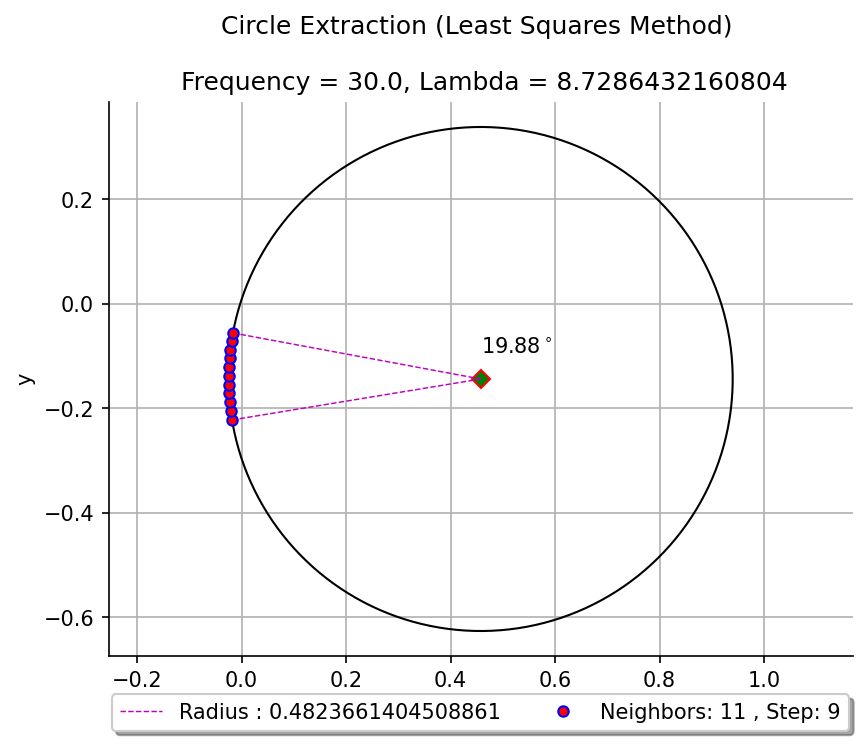 Circle Extraction (Least Squares Method)
Frequency = 30.0, Lambda = 8.7286432160804
0.2
0.0
19.88°
y
−0.2
−0.4
−0.6
−0.2 0.0 0.2 0.4 0.6 0.8 1.0
Radius : 0.4823661404508861 Neighbors: 11 , Step: 9